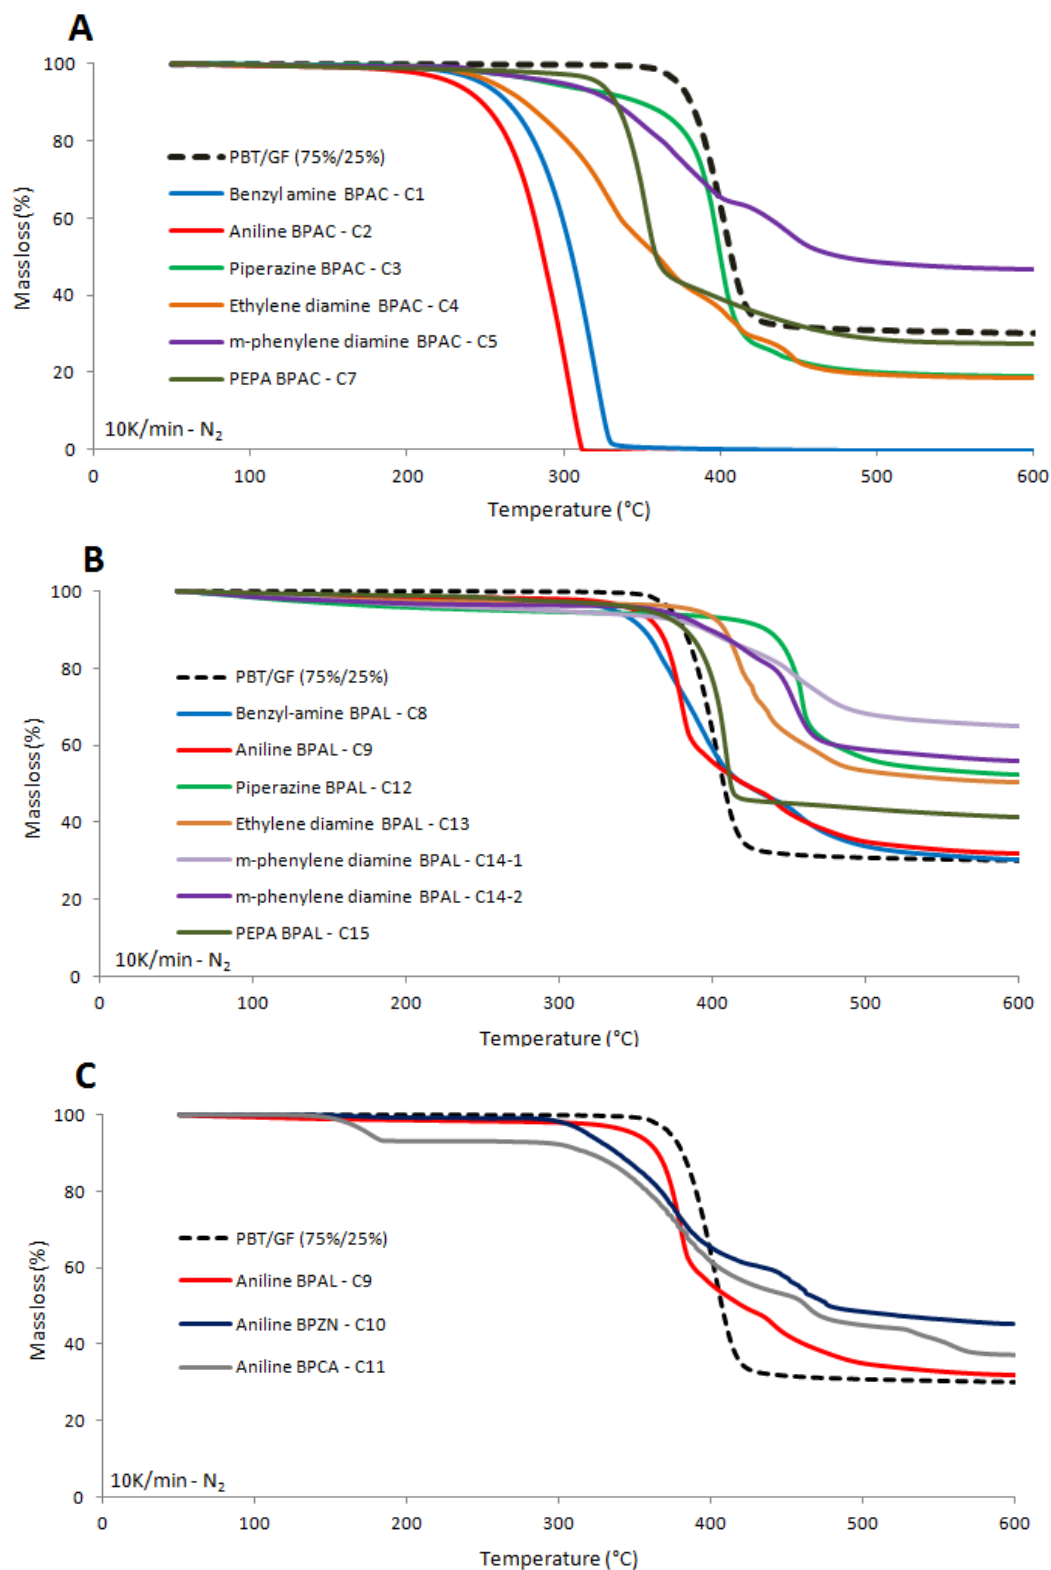 A
100
80
60
40
20
0
Massloss(%)
PBT/GF (75%/25%)
Benzyl amine BPAC - C1
Aniline BPAC - C2
Piperazine BPAC - C3
Ethylene diamine BPAC - C4
m-phenylene diamine BPAC - C5
PEPA BPAC - C7
10K/min - N2
0 100 200 300 400 500 600
Temperature (°C)
B
100
80
60
40
20
0
Massloss(%)
PBT/GF (75%/25%)
Benzyl-amine BPAL - C8
Aniline BPAL - C9
Piperazine BPAL - C12
Ethylene diamine BPAL - C13
m-phenylene diamine BPAL - C14-1
m-phenylene diamine BPAL - C14-2
PEPA BPAL - C15
10K/min - N2
0 100 200 300 400 500 600
Temperature (°C)
C
100
80
60
40
20
0
Massloss(%)
PBT/GF (75%/25%)
Aniline BPAL - C9
Aniline BPZN - C10
Aniline BPCA - C11
10K/min - N2
0 100 200 300 400 500 600
Temperature (°C)